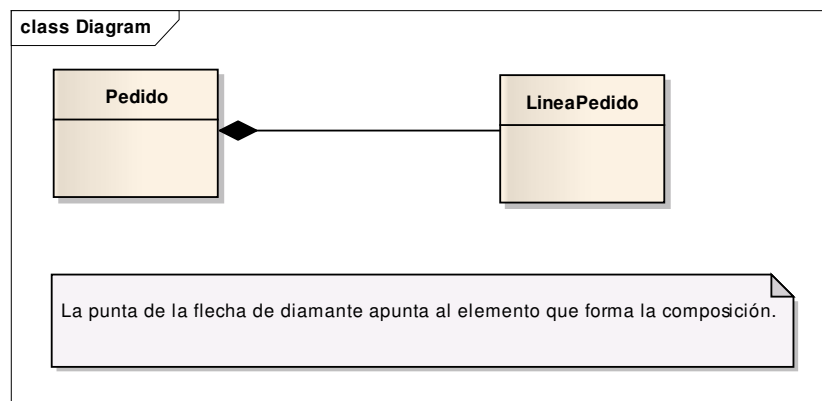 class Diagram
Pedido
LineaPedido
La punta de la flecha de diamante apunta al elemento que forma la composición.